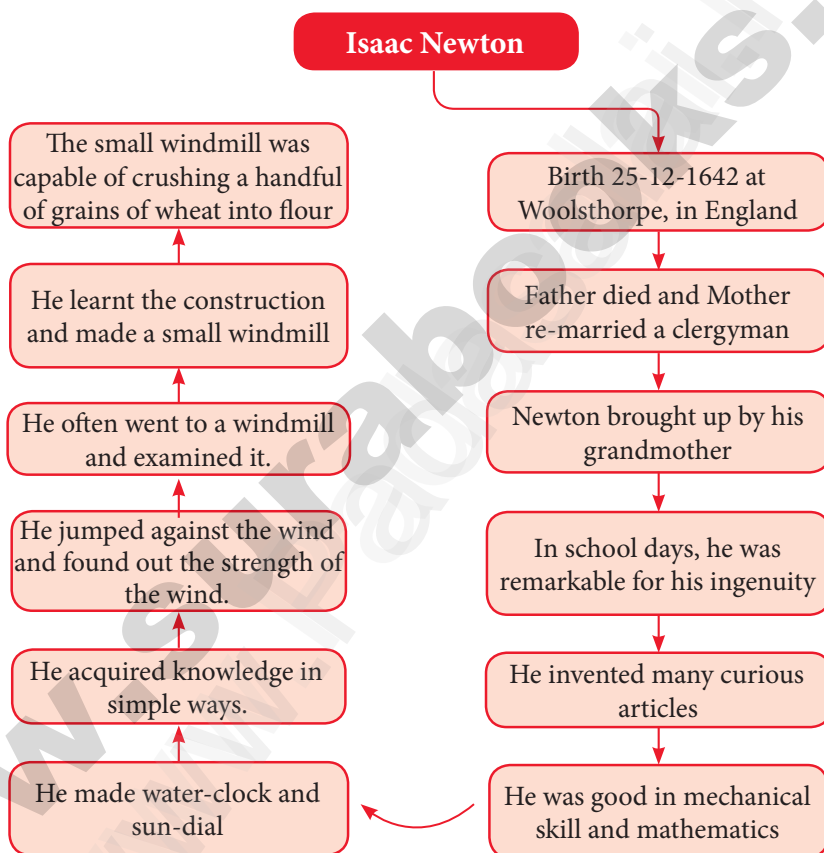 Isaac Newton
Birth 25-12-1642 at
Woolsthorpe, in England
Father died and Mother
re-married a clergyman
Newton brought up by his
grandmother
In school days, he was
remarkable for his ingenuity
He invented many curious
articles
He was good in mechanical
skill and mathematics
He made water-clock and
sun-dial
He acquired knowledge in
simple ways.
He jumped against the wind
and found out the strength of
the wind.
He often went to a windmill
and examined it.
He learnt the construction
and made a small windmill
The small windmill was
capable of crushing a handful
of grains of wheat into flour
w.surabooks.